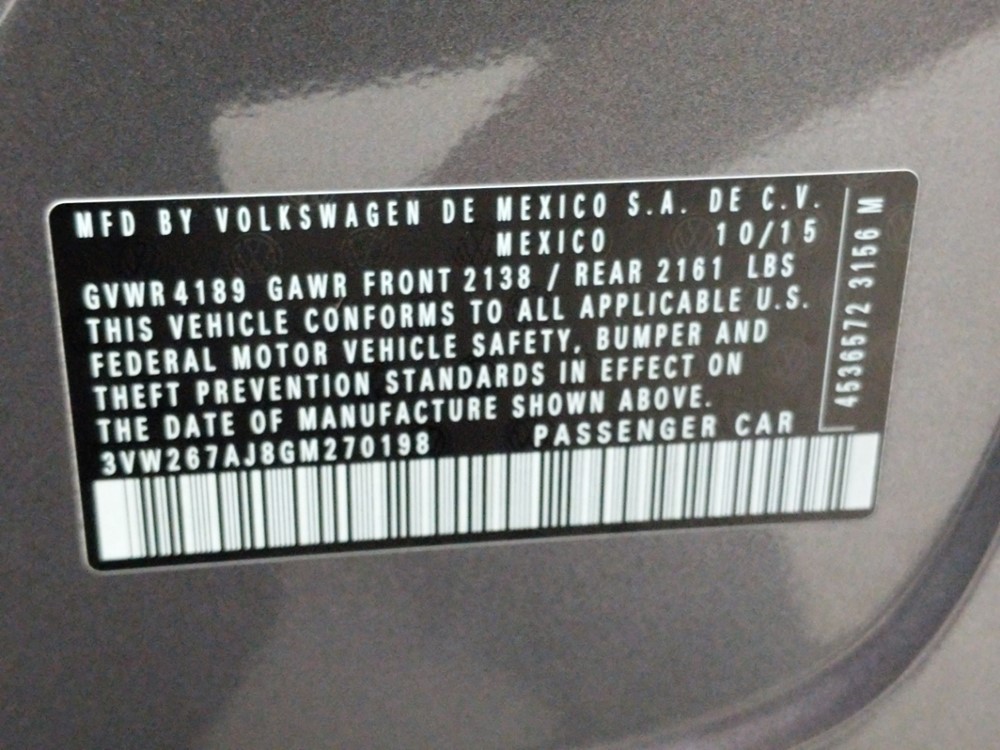 MFD BY VOLKSWAGEN DE MEXICO S.A. DE C.V.
MEXICO 10/15
GVWR 4189 GAWR FRONT 2138 / REAR 2161 LBS
THIS VEHICLE CONFORMS TO ALL APPLICABLE U.S.
FEDERAL MOTOR VEHICLE SAFETY, BUMPER AND
THEFT PREVENTION STANDARDS IN EFFECT ON
THE DATE OF MANUFACTURE SHOWN ABOVE.
3VW267AJ8GM270198 PASSENGER CAR
4536572 3156 M